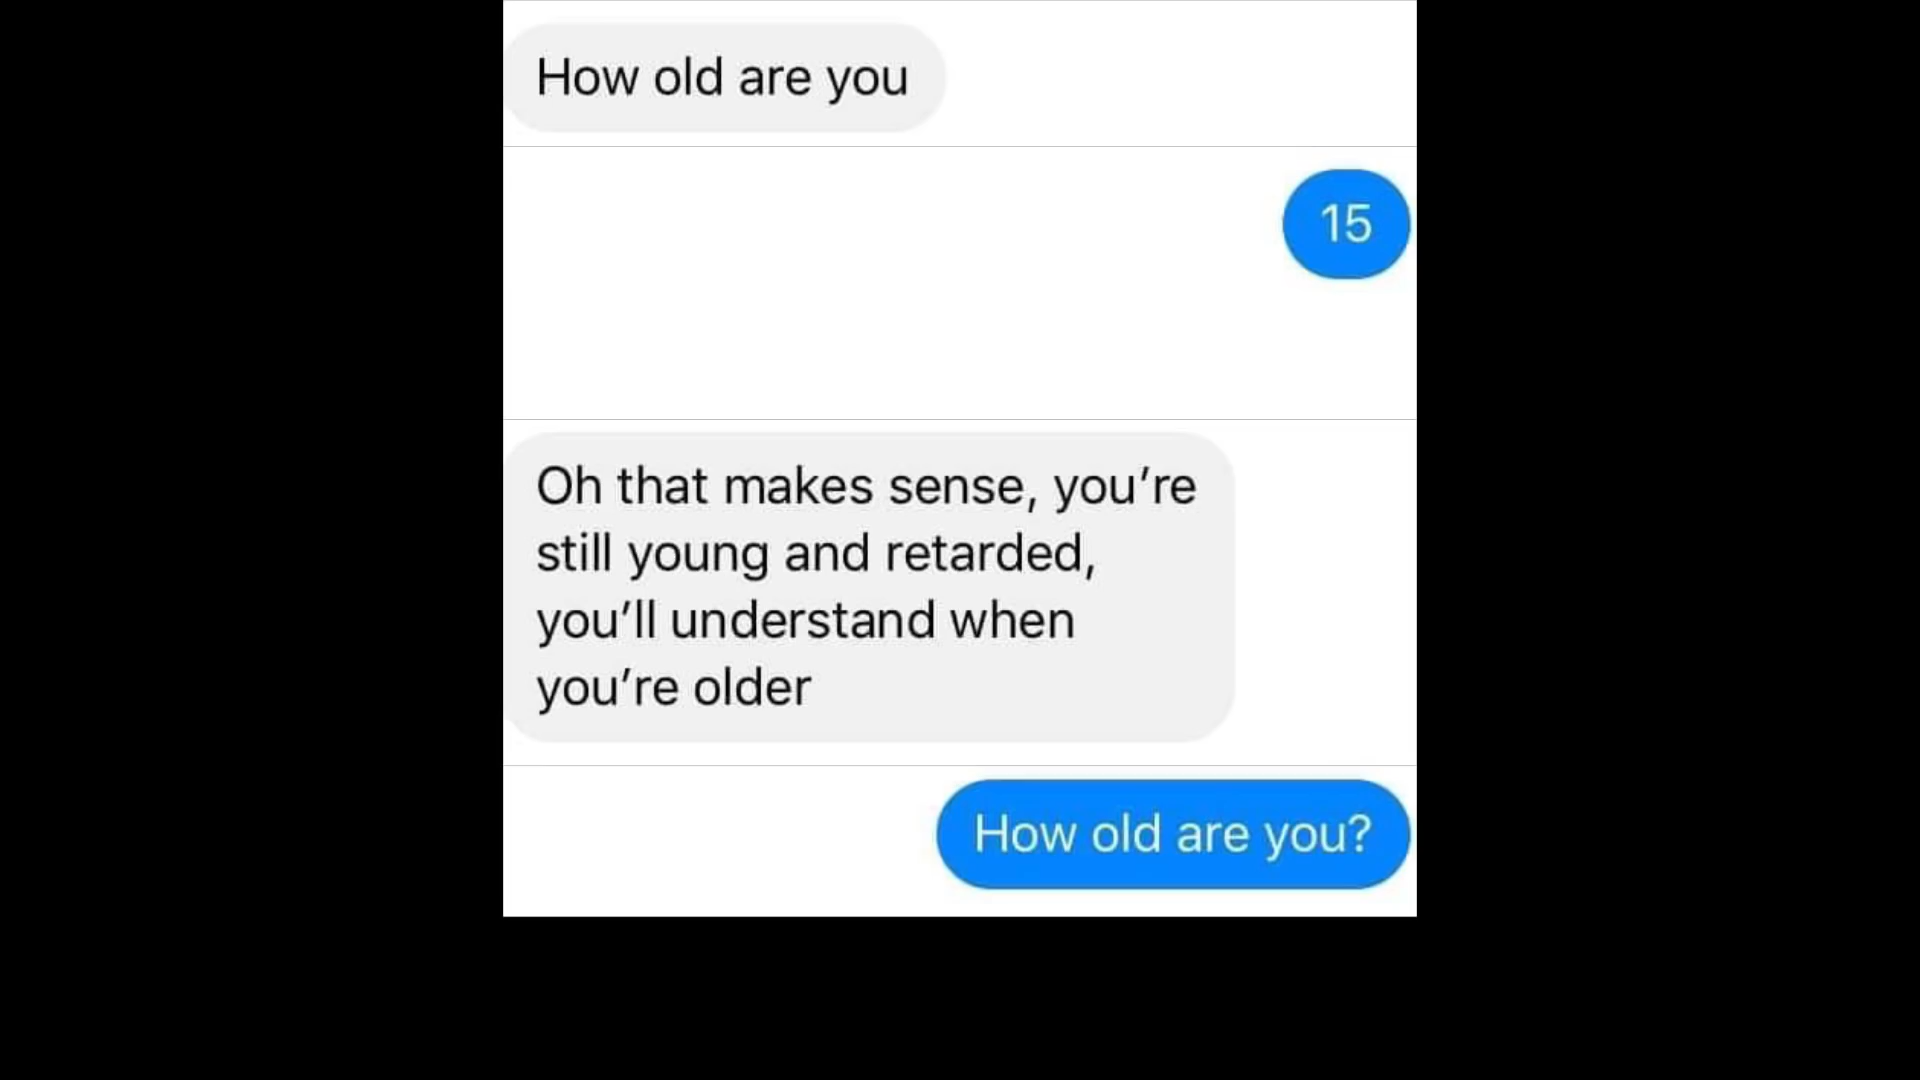 How old are you
15
Oh that makes sense, you’re
still young and retarded,
you’ll understand when
you’re older
How old are you?